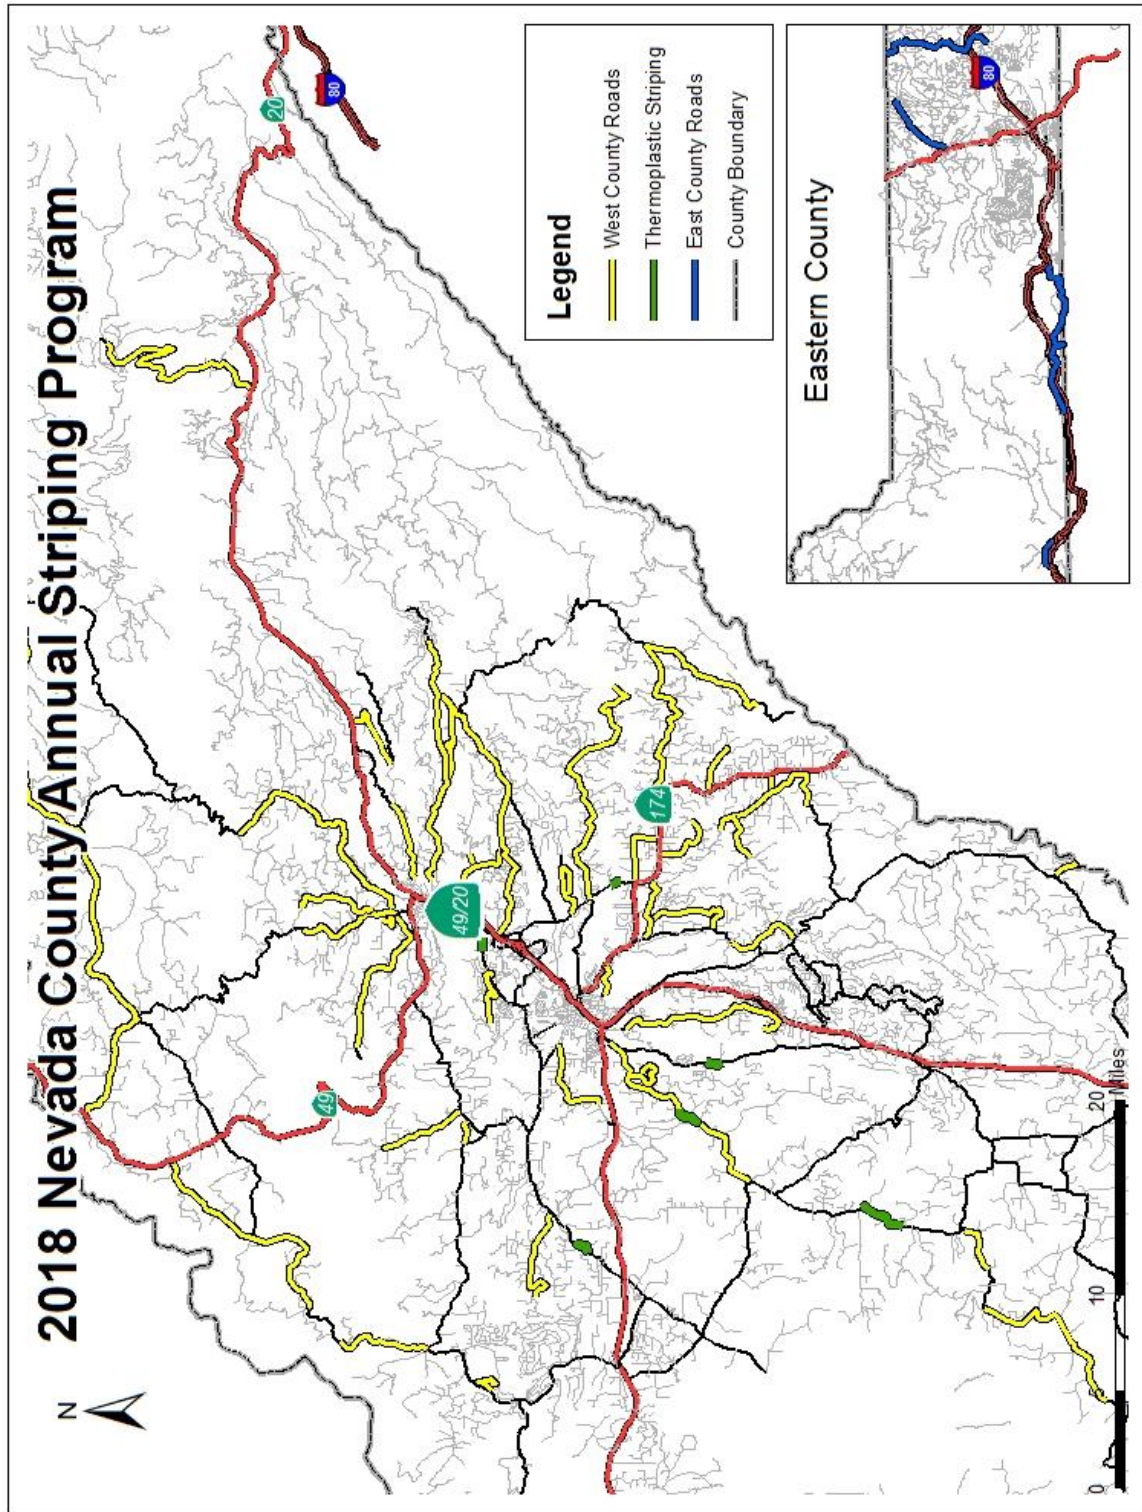 2018 Nevada County Annual Striping Program
N
20
80
49
49/20
174
Legend
West County Roads
Thermoplastic Striping
East County Roads
County Boundary
Eastern County
80
0 10 20
Miles